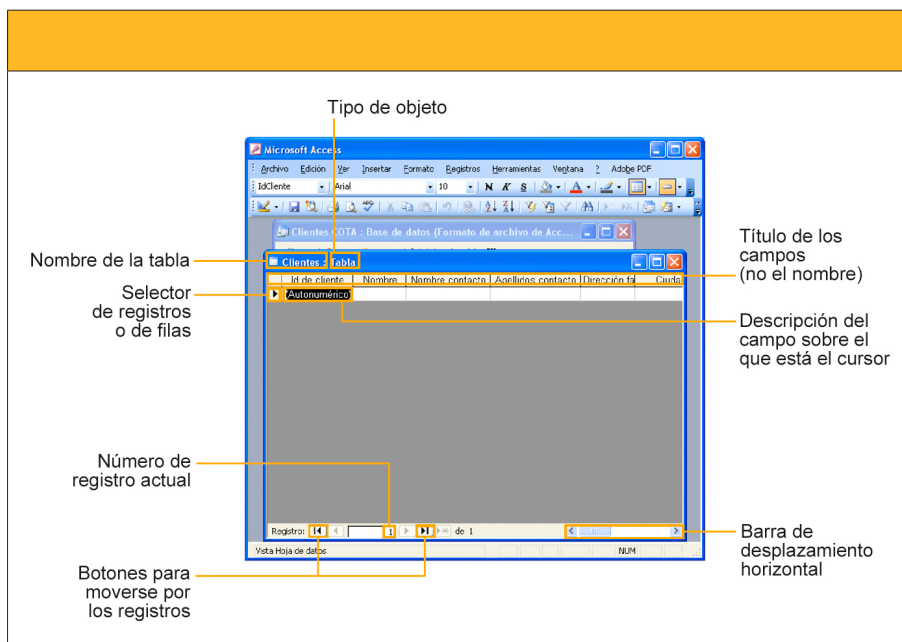 Tipo de objeto
Microsoft Access
Archivo Edición Ver Insertar Formato Registros Herramientas Ventana ? Adobe PDF
IdCliente Arial 10 N K S
Clientes COTA : Base de datos (Formato de archivo de Acc...
Nombre de la tabla
Clientes : Tabla
Título de los
campos
(no el nombre)
Id de cliente Nombre Nombre contacto Apellidos contacto Dirección fa Ciuda
Selector
de registros
o de filas
(Autonumérico)
Descripción del
campo sobre el
que está el cursor
Número de
registro actual
Registro: 1 de 1
Barra de
desplazamiento
horizontal
Vista Hoja de datos NUM
Botones para
moverse por
los registros